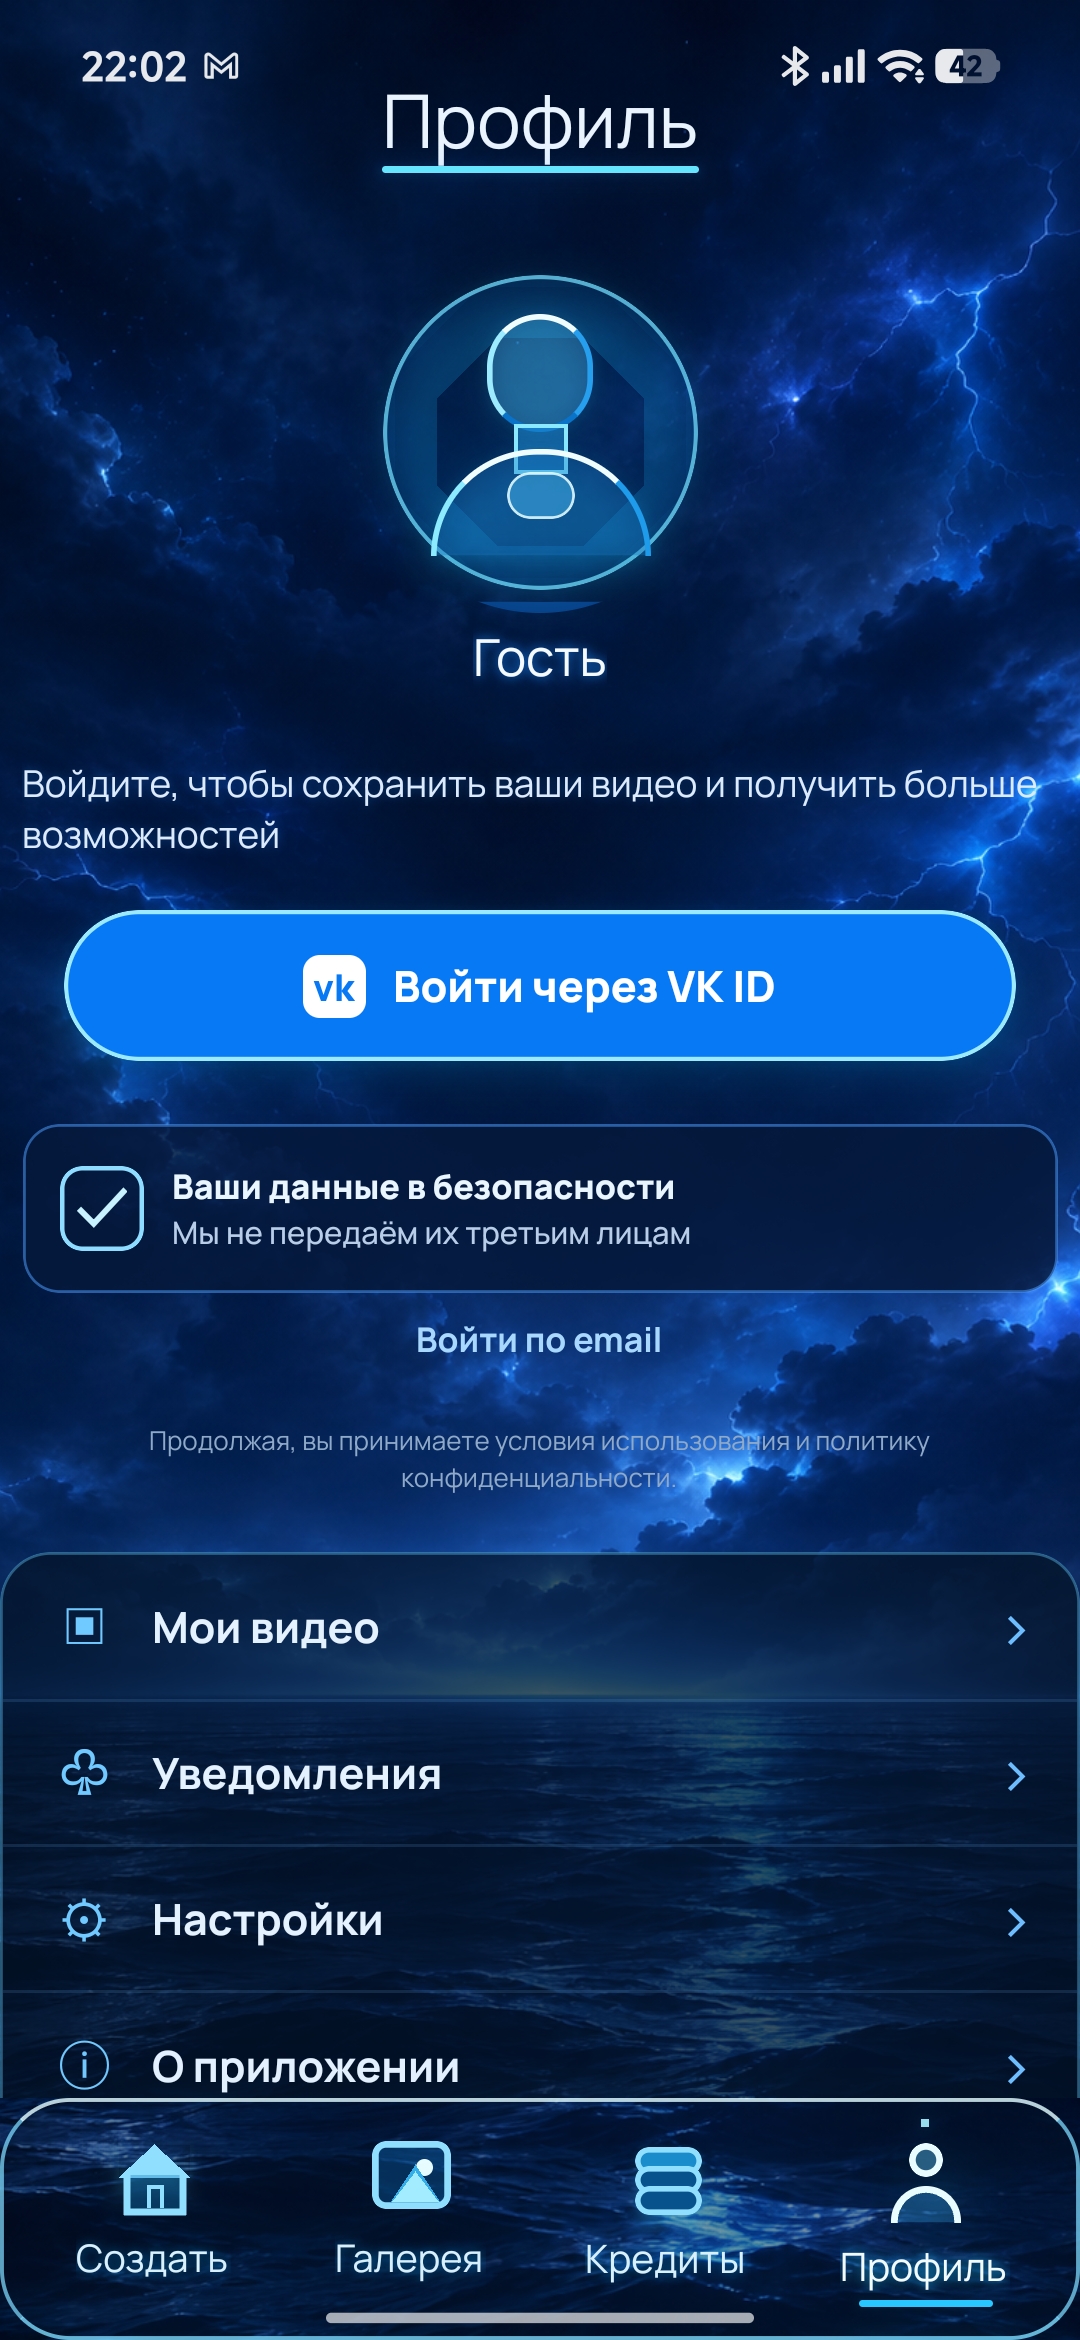 22:02
42
Профиль
Гость
Войдите, чтобы сохранить ваши видео и получить больше
возможностей
vk Войти через VK ID
Ваши данные в безопасности
Мы не передаём их третьим лицам
Войти по email
Продолжая, вы принимаете условия использования и политику
конфиденциальности.
Мои видео
Уведомления
Настройки
О приложении
Создать
Галерея
Кредиты
Профиль